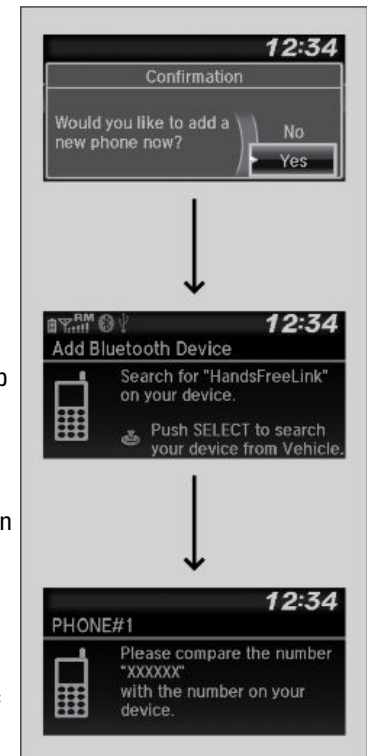 12:34
Confirmation
Would you like to add a
new phone now?
No
Yes
RM
12:34
Add Bluetooth Device
Search for "HandsFreeLink"
on your device.
Push SELECT to search
your device from Vehicle.
12:34
PHONE#1
Please compare the number
"XXXXXX"
with the number on your
device.